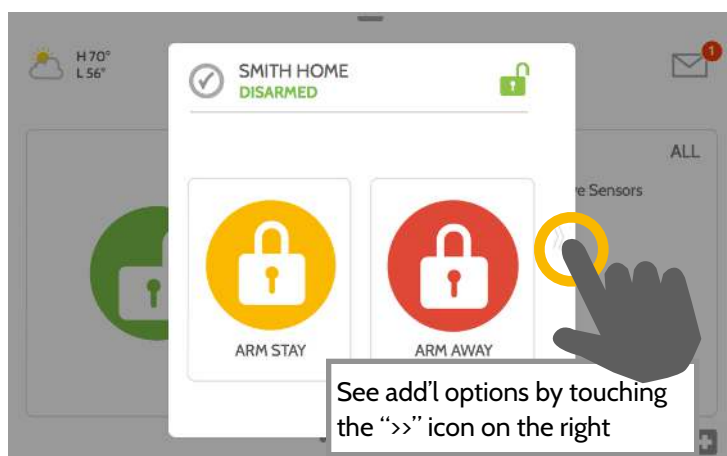 H 70°
L 56°
SMITH HOME
DISARMED
1
ALL
e Sensors
»
ARM STAY
ARM AWAY
See add'l options by touching
the “>>” icon on the right